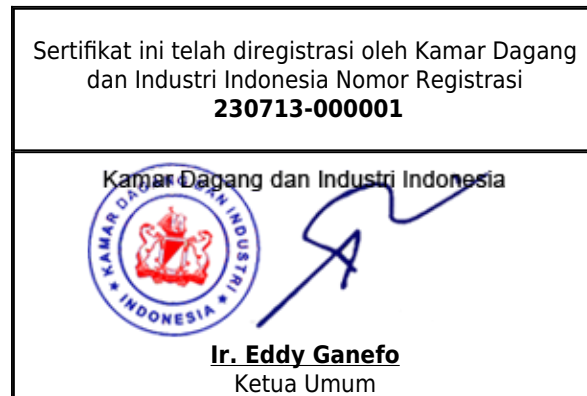 Sertifikat ini telah diregistrasi oleh Kamar Dagang
dan Industri Indonesia Nomor Registrasi
230713-000001
Kamar Dagang dan Industri Indonesia
KAMAR DAGANG DAN INDUSTRI
INDONESIA
Ir. Eddy Ganefo
Ketua Umum